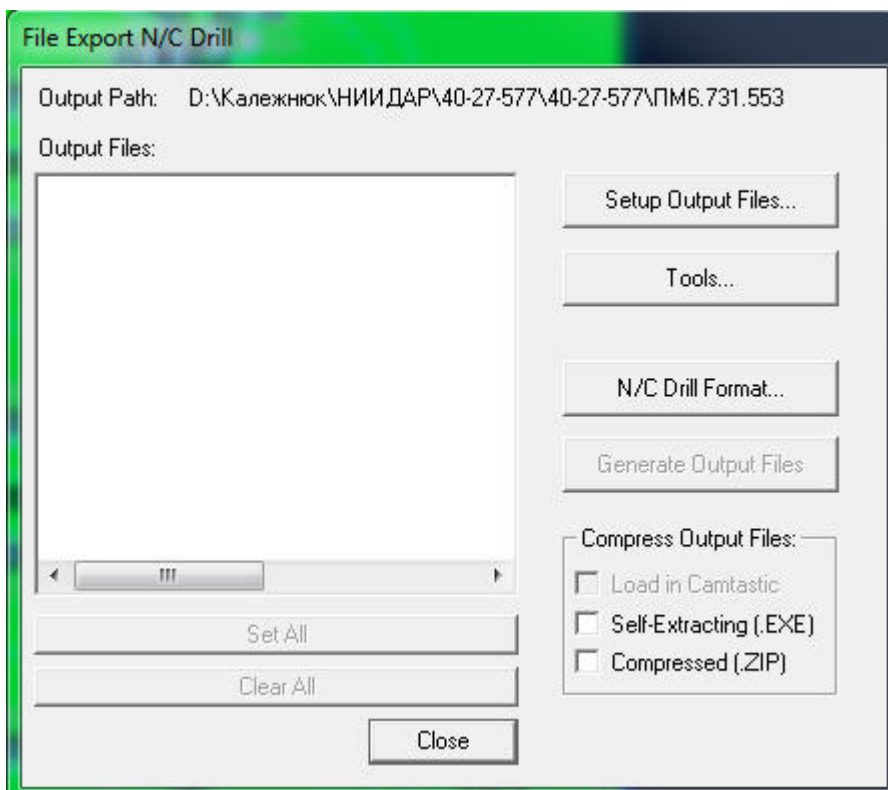 File Export N/C Drill
Output Path: D:\Калежнюк\НИИДАР\40-27-577\40-27-577\ПМ6.731.553
Output Files:
Setup Output Files...
Tools...
N/C Drill Format...
Generate Output Files
Compress Output Files:
Load in Camtastic
Self-Extracting (.EXE)
Compressed (.ZIP)
Set All
Clear All
Close